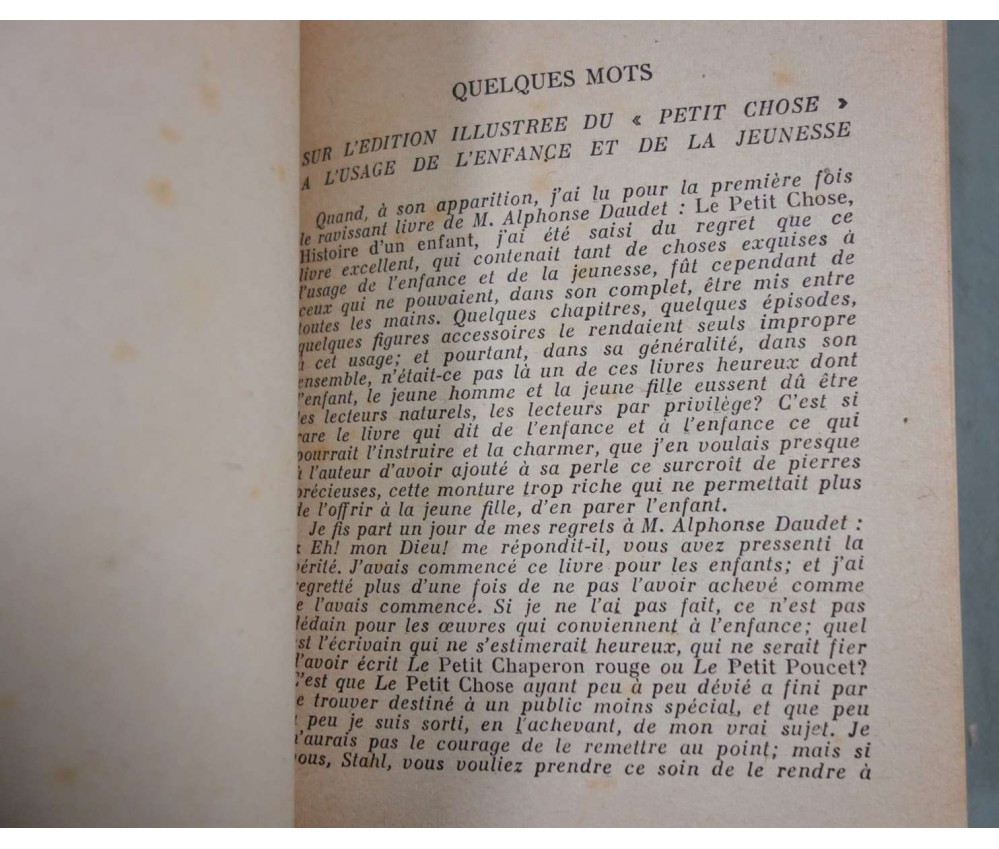 QUELQUES MOTS
SUR L'EDITION ILLUSTREE DU « PETIT CHOSE »
A L'USAGE DE L'ENFANCE ET DE LA JEUNESSE
Quand, à son apparition, j'ai lu pour la première fois
le ravissant livre de M. Alphonse Daudet : Le Petit Chose,
Histoire d'un enfant, j'ai été saisi du regret que ce
livre excellent, qui contenait tant de choses exquises à
l'usage de l'enfance et de la jeunesse, fût cependant de
ceux qui ne pouvaient, dans son complet, être mis entre
toutes les mains. Quelques chapitres, quelques épisodes,
quelques figures accessoires le rendaient seuls impropre
à cet usage; et pourtant, dans sa généralité, dans son
ensemble, n'était-ce pas là un de ces livres heureux dont
l'enfant, le jeune homme et la jeune fille eussent dû être
les lecteurs naturels, les lecteurs par privilège? C'est si
rare le livre qui dit de l'enfance et à l'enfance ce qui
pourrait l'instruire et la charmer, que j'en voulais presque
à l'auteur d'avoir ajouté à sa perle ce surcroît de pierres
précieuses, cette monture trop riche qui ne permettait plus
de l'offrir à la jeune fille, d'en parer l'enfant.
Je fis part un jour de mes regrets à M. Alphonse Daudet :
« Eh! mon Dieu! me répondit-il, vous avez pressenti la
vérité. J'avais commencé ce livre pour les enfants; et j'ai
regretté plus d'une fois de ne pas l'avoir achevé comme
je l'avais commencé. Si je ne l'ai pas fait, ce n'est pas
dédain pour les œuvres qui conviennent à l'enfance; quel
est l'écrivain qui ne s'estimerait heureux, qui ne serait fier
d'avoir écrit Le Petit Chaperon rouge ou Le Petit Poucet?
C'est que Le Petit Chose ayant peu à peu dévié a fini par
se trouver destiné à un public moins spécial, et que peu
à peu je suis sorti, en l'achevant, de mon vrai sujet. Je
n'aurais pas le courage de le remettre au point; mais si
vous, Stahl, vous vouliez prendre ce soin de le rendre à